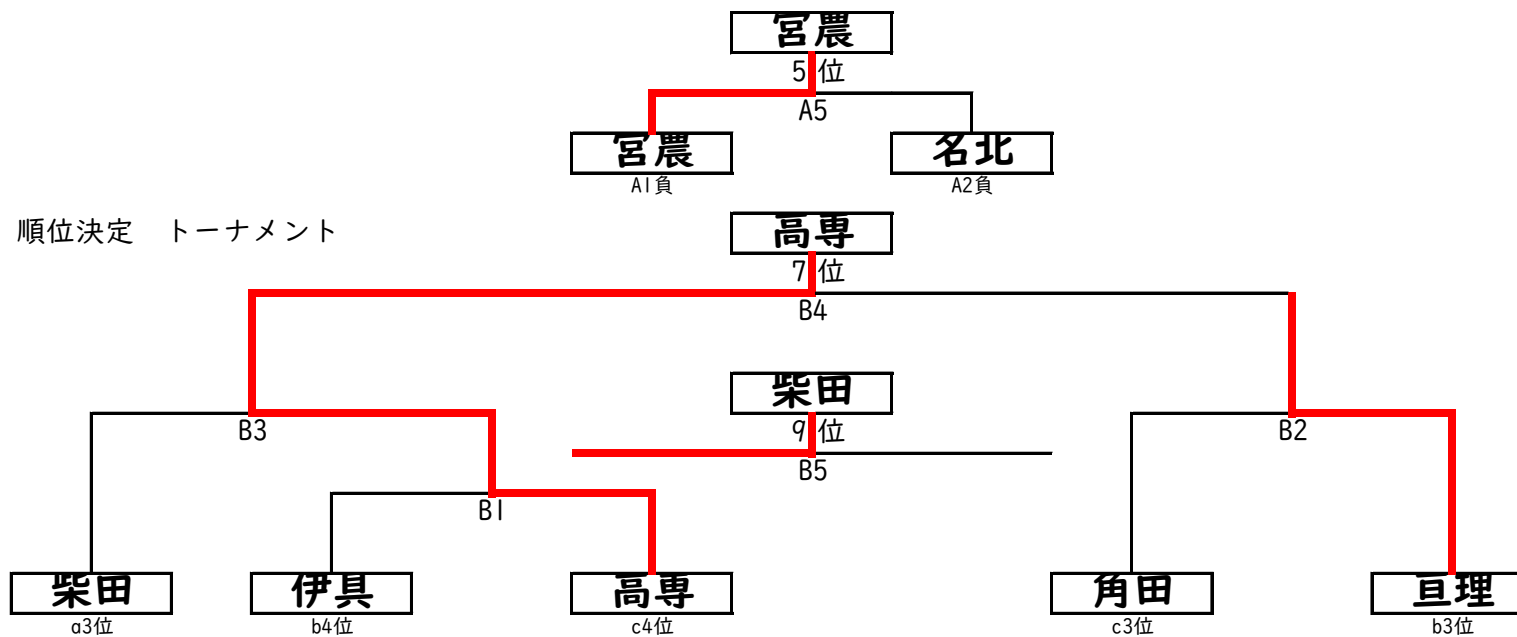 宮農
5位
A5
宮農 名北
A1負 A2負
順位決定　トーナメント
高専
7位
B4
柴田
9位
B3 B5 B2
B1
柴田 伊具 高専 角田 亘理
a3位 b4位 c4位 c3位 b3位